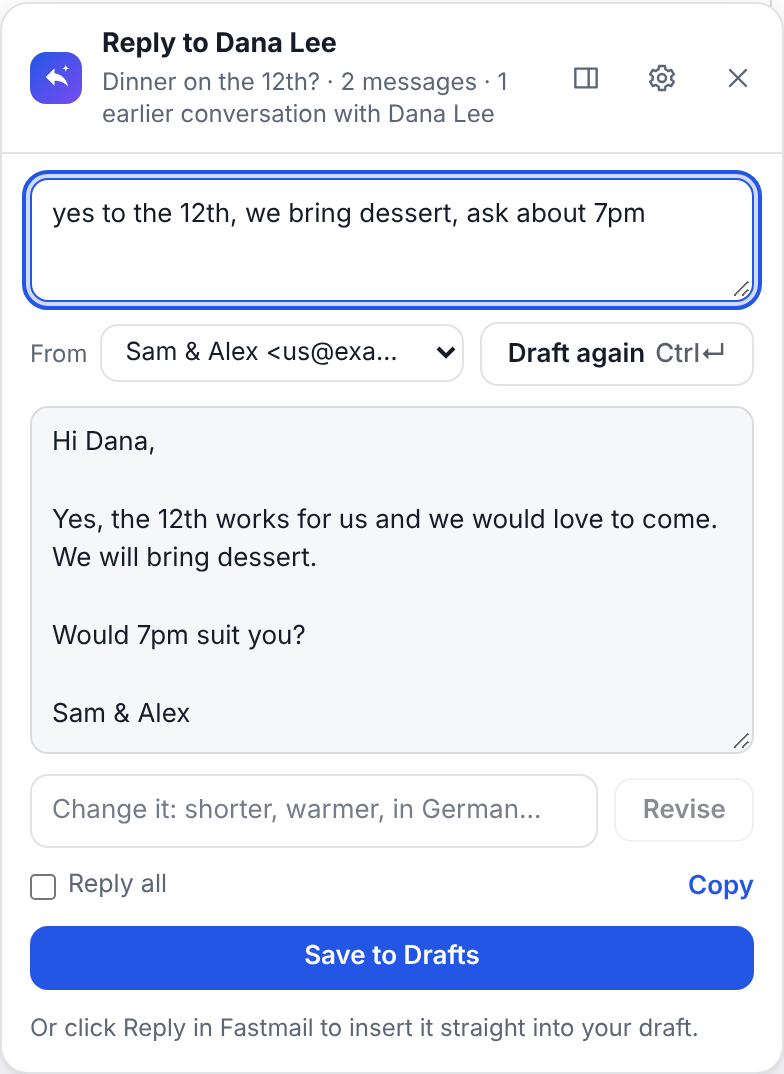 Reply to Dana Lee
Dinner on the 12th? · 2 messages · 1
earlier conversation with Dana Lee
yes to the 12th, we bring dessert, ask about 7pm
From
Sam & Alex <us@exa...
Draft again Ctrl↵
Hi Dana,
Yes, the 12th works for us and we would love to come.
We will bring dessert.
Would 7pm suit you?
Sam & Alex
Change it: shorter, warmer, in German...
Revise
Reply all
Copy
Save to Drafts
Or click Reply in Fastmail to insert it straight into your draft.